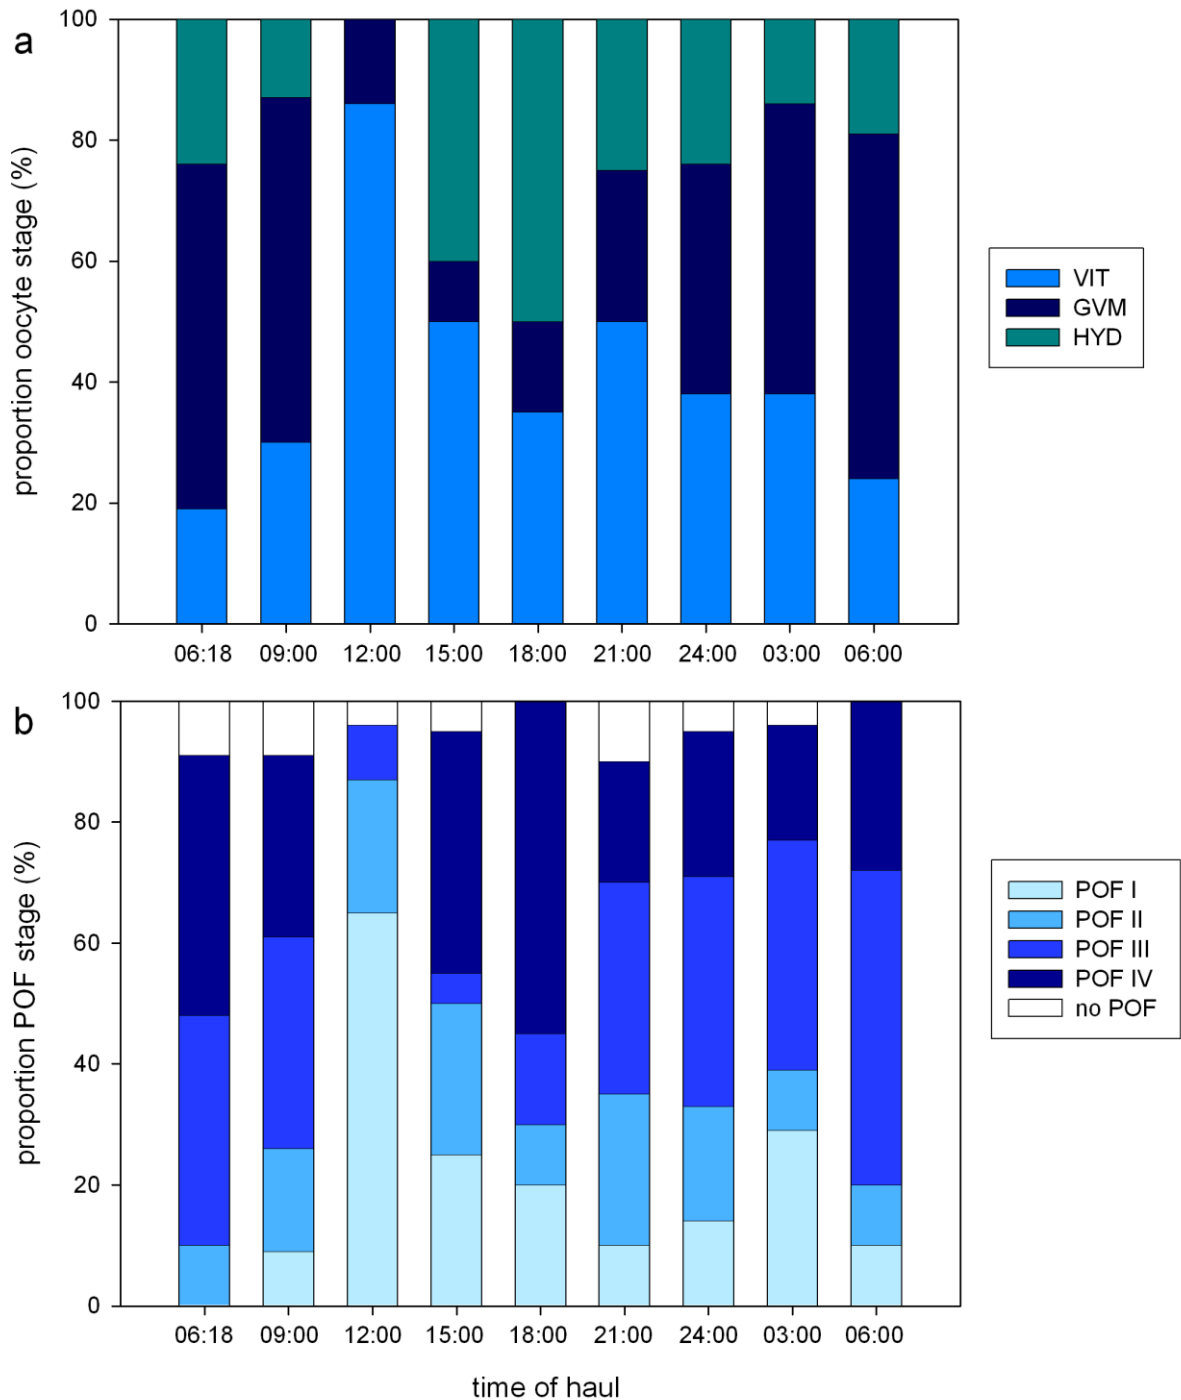 a
proportion oocyte stage (%)
100
80
60
40
20
0
06:18 09:00 12:00 15:00 18:00 21:00 24:00 03:00 06:00
VIT
GVM
HYD
b
proportion POF stage (%)
100
80
60
40
20
0
06:18 09:00 12:00 15:00 18:00 21:00 24:00 03:00 06:00
time of haul
POF I
POF II
POF III
POF IV
no POF